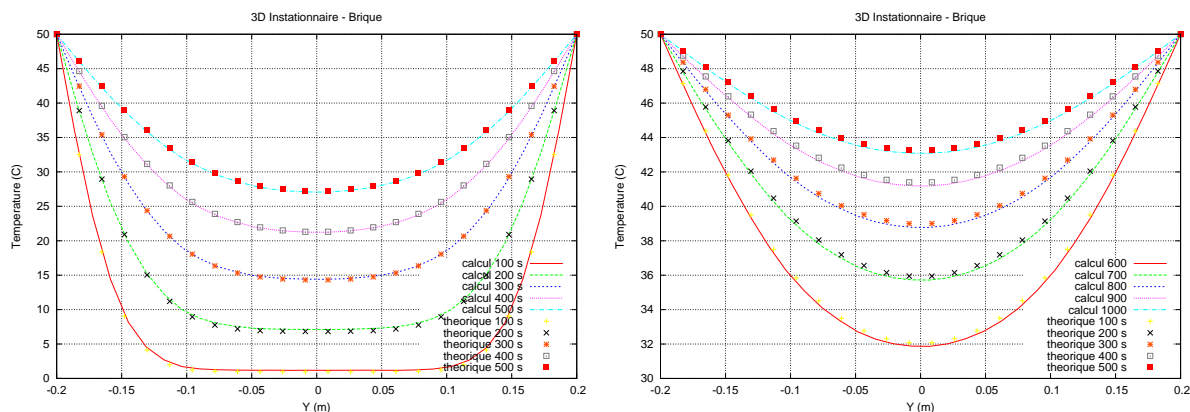 3D Instationnaire - Brique
50
45
40
35
30
25
20
15
10
5
0
Temperature (C)
-0.2
-0.15
-0.1
-0.05
0
0.05
0.1
0.15
0.2
Y (m)
calcul 100 s
calcul 200 s
calcul 300 s
calcul 400 s
calcul 500 s
theorique 100 s
theorique 200 s
theorique 300 s
theorique 400 s
theorique 500 s
3D Instationnaire - Brique
50
48
46
44
42
40
38
36
34
32
30
Temperature (C)
-0.2
-0.15
-0.1
-0.05
0
0.05
0.1
0.15
0.2
Y (m)
calcul 600
calcul 700
calcul 800
calcul 900
calcul 1000
theorique 100 s
theorique 200 s
theorique 300 s
theorique 400 s
theorique 500 s